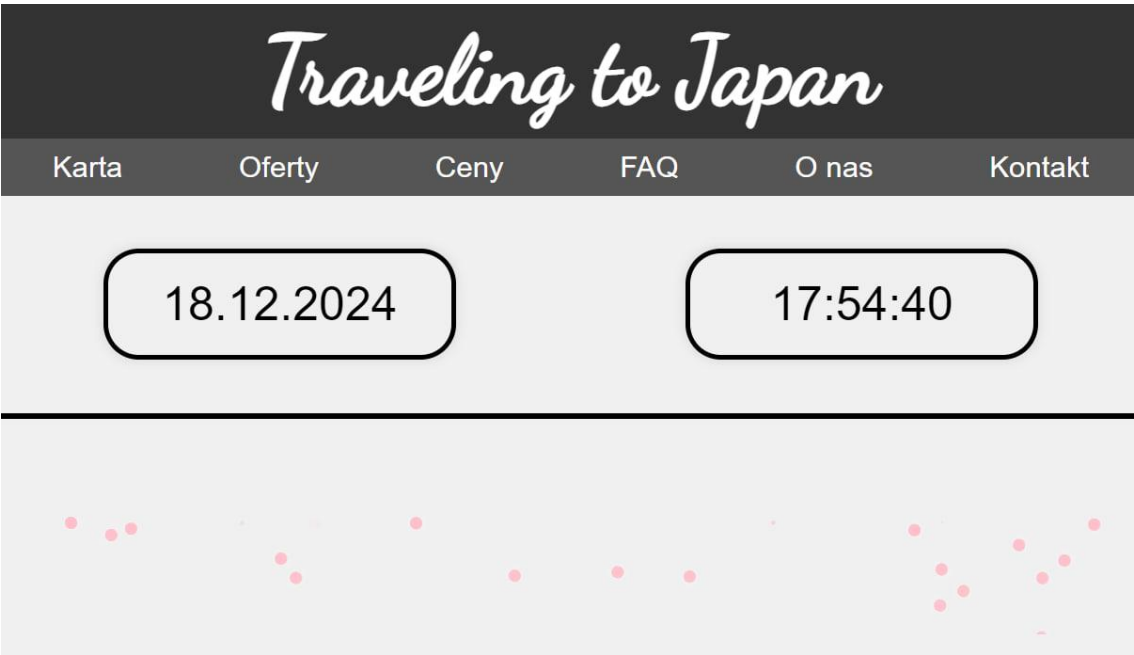 Traveling to Japan
Karta Oferty Ceny FAQ O nas Kontakt
18.12.2024 17:54:40